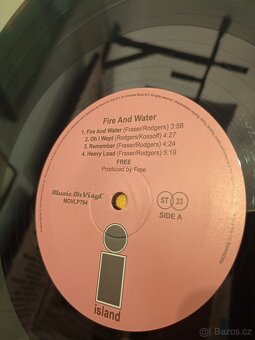 Fire And Water
1. Fire And Water (Fraser/Rodgers) 3:58
2. Oh I Wept (Rodgers/Kossoff) 4:27
3. Remember (Fraser/Rodgers) 4:24
4. Heavy Load (Fraser/Rodgers) 5:19
FREE
Produced by Free
Music On Vinyl
MOVLP794
ST 33
SIDE A
island
Bazoš.cz